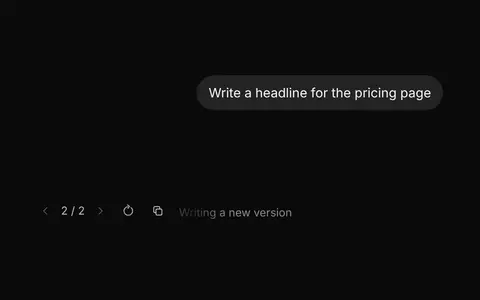 Write a headline for the pricing page
2 / 2 Writing a new version